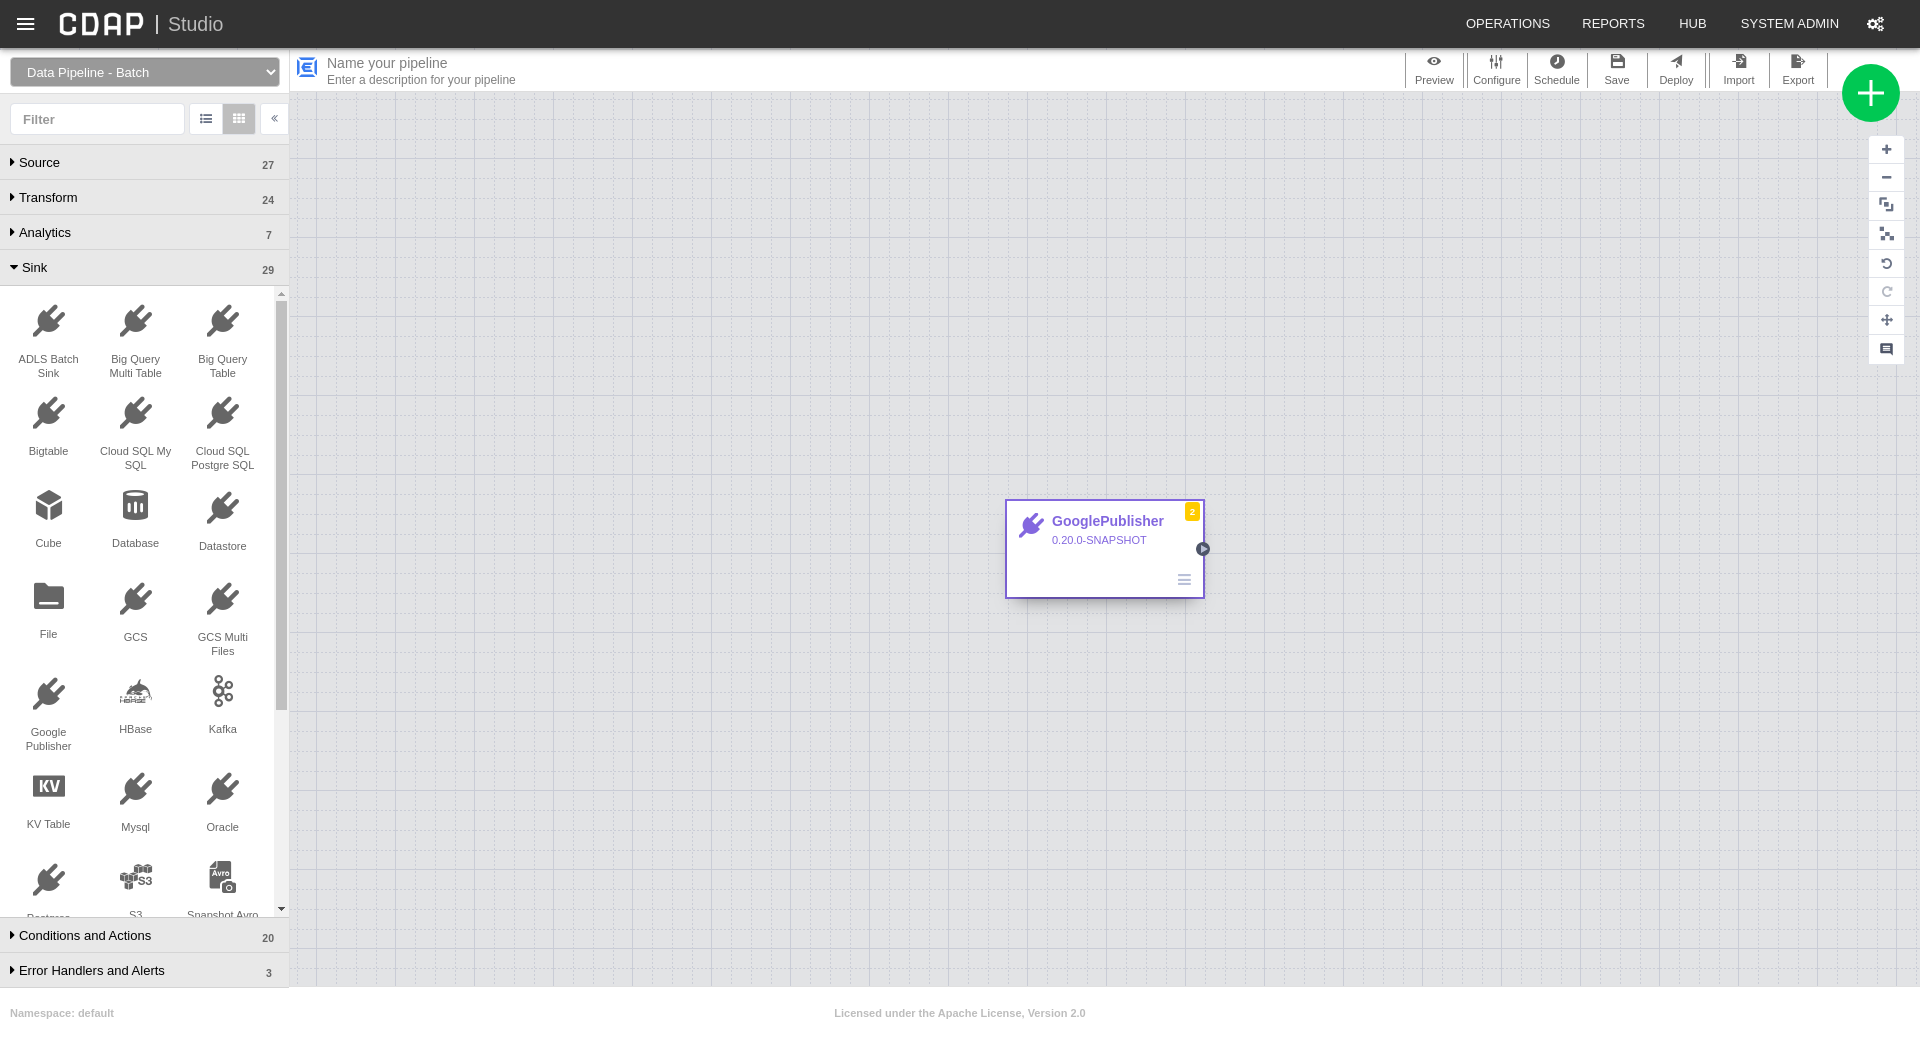 CDAP | Studio
OPERATIONS
REPORTS
HUB
SYSTEM ADMIN
Data Pipeline - Batch
Name your pipeline
Enter a description for your pipeline
Preview
Configure
Schedule
Save
Deploy
Import
Export
Filter
Source 27
Transform 24
Analytics 7
Sink 29
ADLS Batch
Sink
Big Query
Multi Table
Big Query
Table
Bigtable
Cloud SQL My
SQL
Cloud SQL
Postgre SQL
Cube
Database
Datastore
File
GCS
GCS Multi
Files
Google
Publisher
HBASE
HBase
Kafka
KV
KV Table
Mysql
Oracle
Postgres
S3
S3
Avro
Snapshot Avro
Conditions and Actions 20
Error Handlers and Alerts 3
GooglePublisher
2
0.20.0-SNAPSHOT
Namespace: default
Licensed under the Apache License, Version 2.0